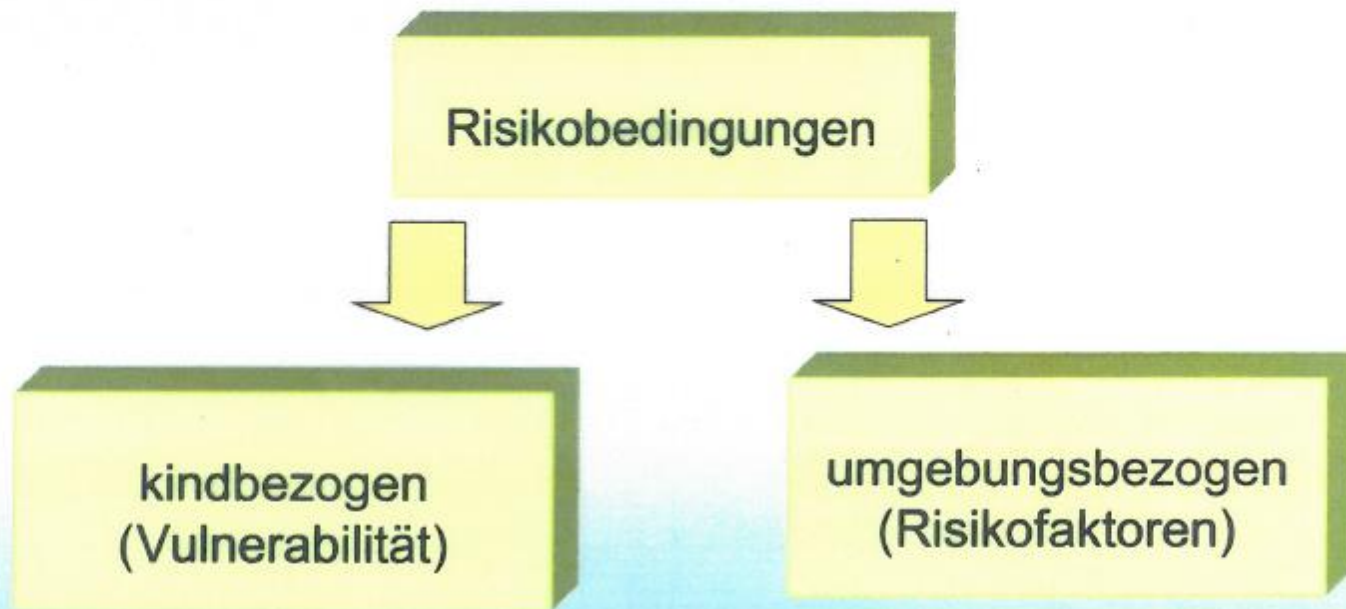 Risikobedingungen
kindbezogen
(Vulnerabilität)
umgebungsbezogen
(Risikofaktoren)